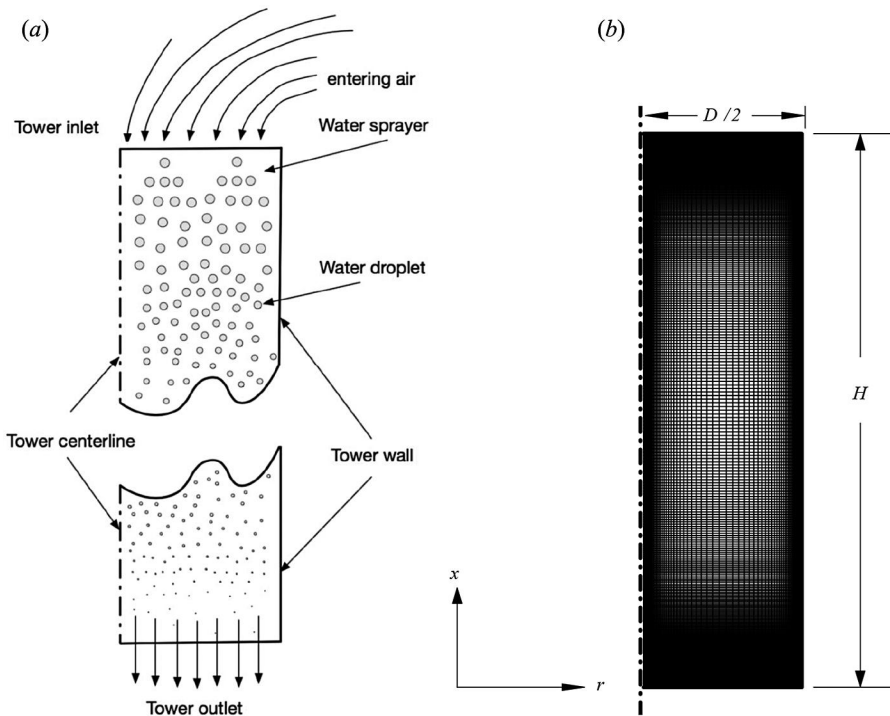 (a)
entering air
Tower inlet
Water sprayer
Water droplet
Tower centerline
Tower wall
Tower outlet
(b)
D /2
H
x
r